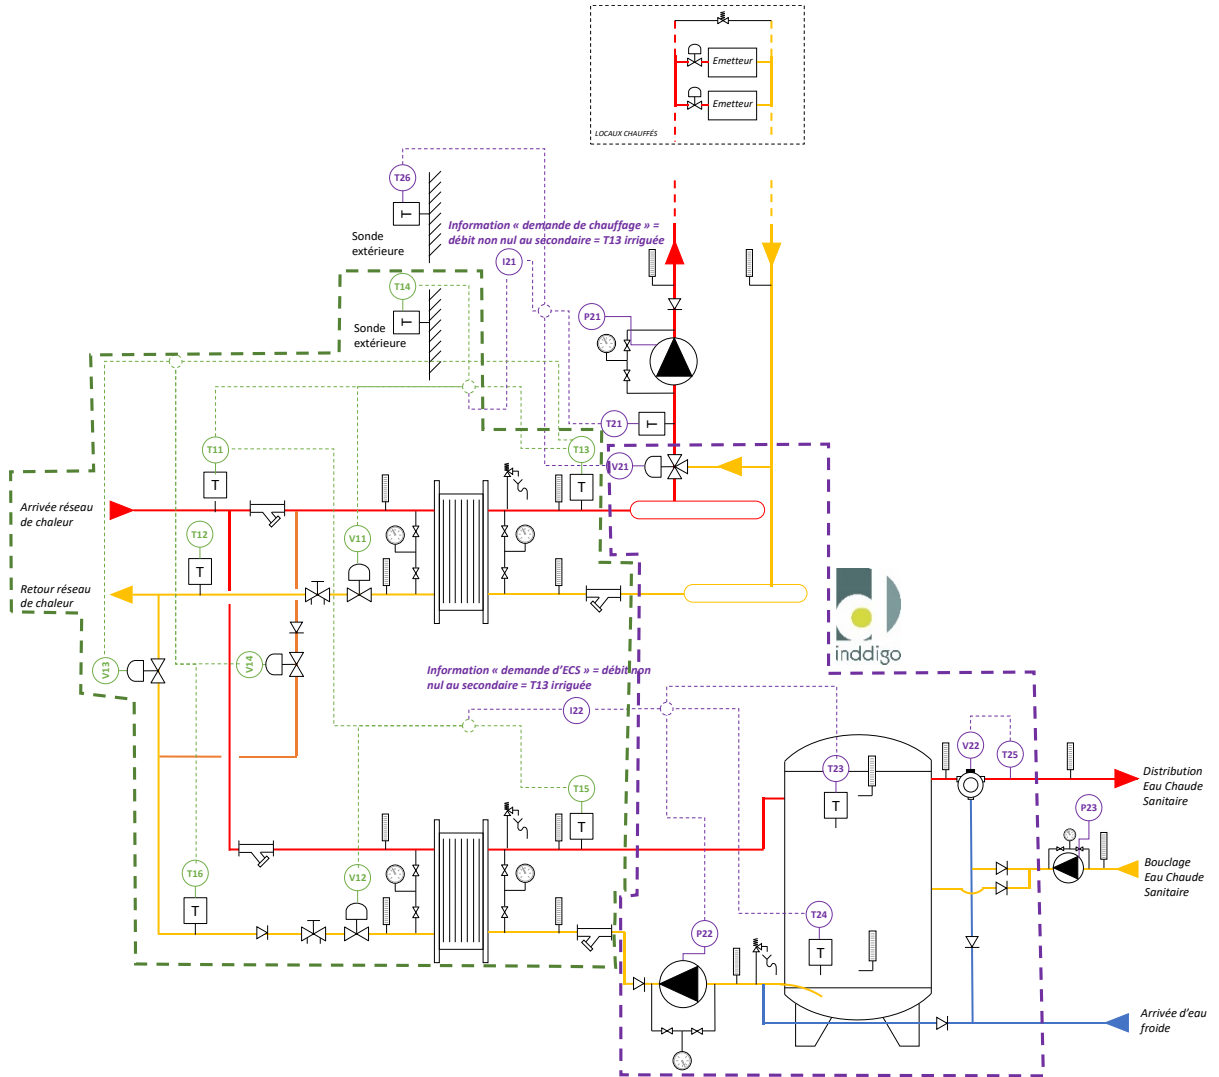 Emetteur
Emetteur
LOCAUX CHAUFFÉS
T26
T
Sonde
extérieure
Information « demande de chauffage » =
débit non nul au secondaire = T13 irriguée
I21
T14
T
Sonde
extérieure
P21
T21
T
T11
T13
V21
T
T
Arrivée réseau
de chaleur
T12
V11
T
Retour réseau
de chaleur
inddigo
V13
V14
Information « demande d'ECS » = débit non
nul au secondaire = T13 irriguée
I22
V22
T25
T23
Distribution
Eau Chaude
Sanitaire
T15
T
P23
T
T16
V12
Bouclage
Eau Chaude
Sanitaire
T
T24
P22
T
Arrivée d'eau
froide